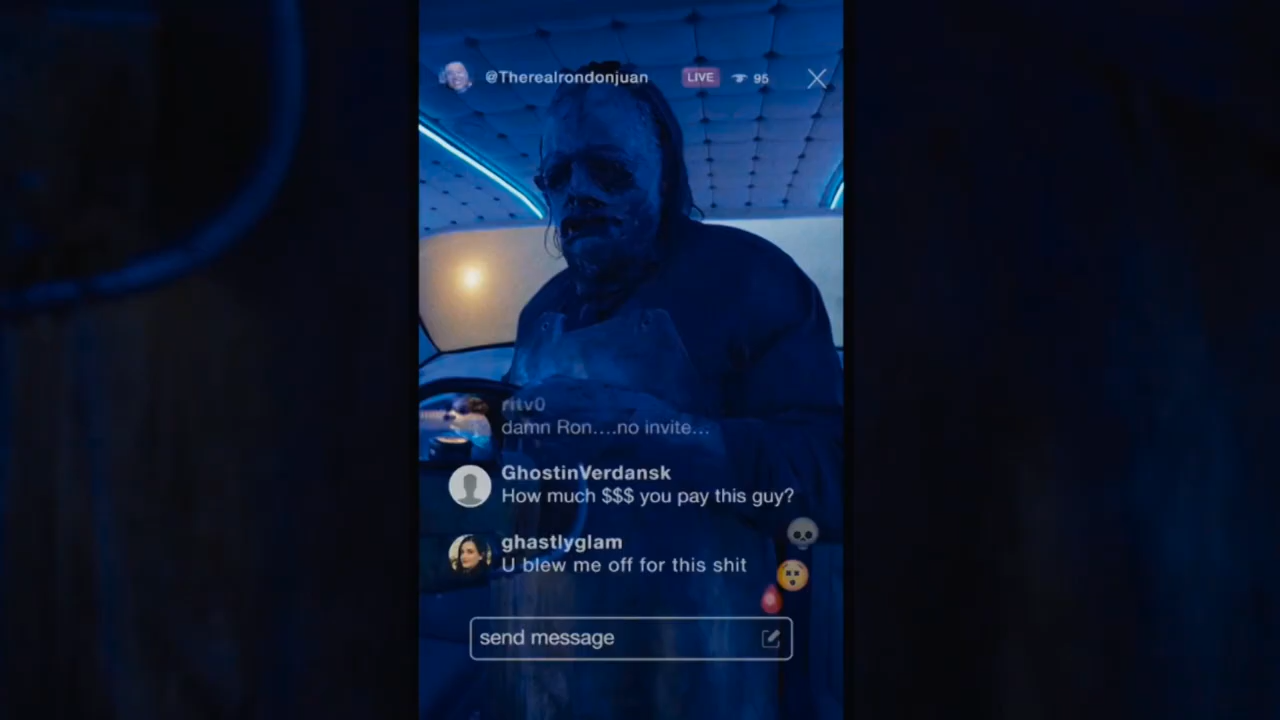 @Therealrondonjuan LIVE 95
ritv0
damn Ron....no invite...
GhostinVerdansk
How much $$$ you pay this guy?
ghastlyglam
U blew me off for this shit
send message